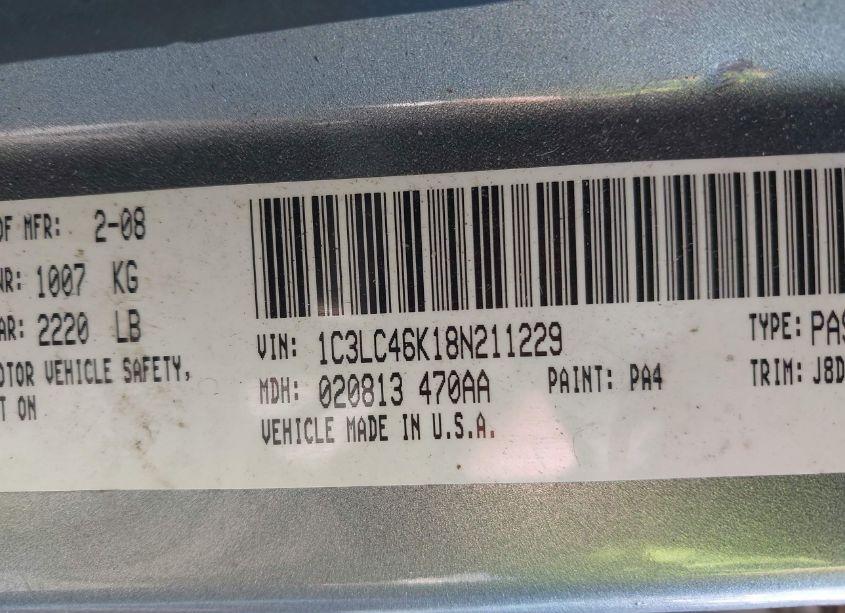 OF MFR: 2-08
WR: 1007 KG
AR: 2220 LB
OTOR VEHICLE SAFETY,
T ON
VIN: 1C3LC46K18N211229 TYPE: PAS
MDH: 020813 470AA PAINT: PA4 TRIM: J8D
VEHICLE MADE IN U.S.A.